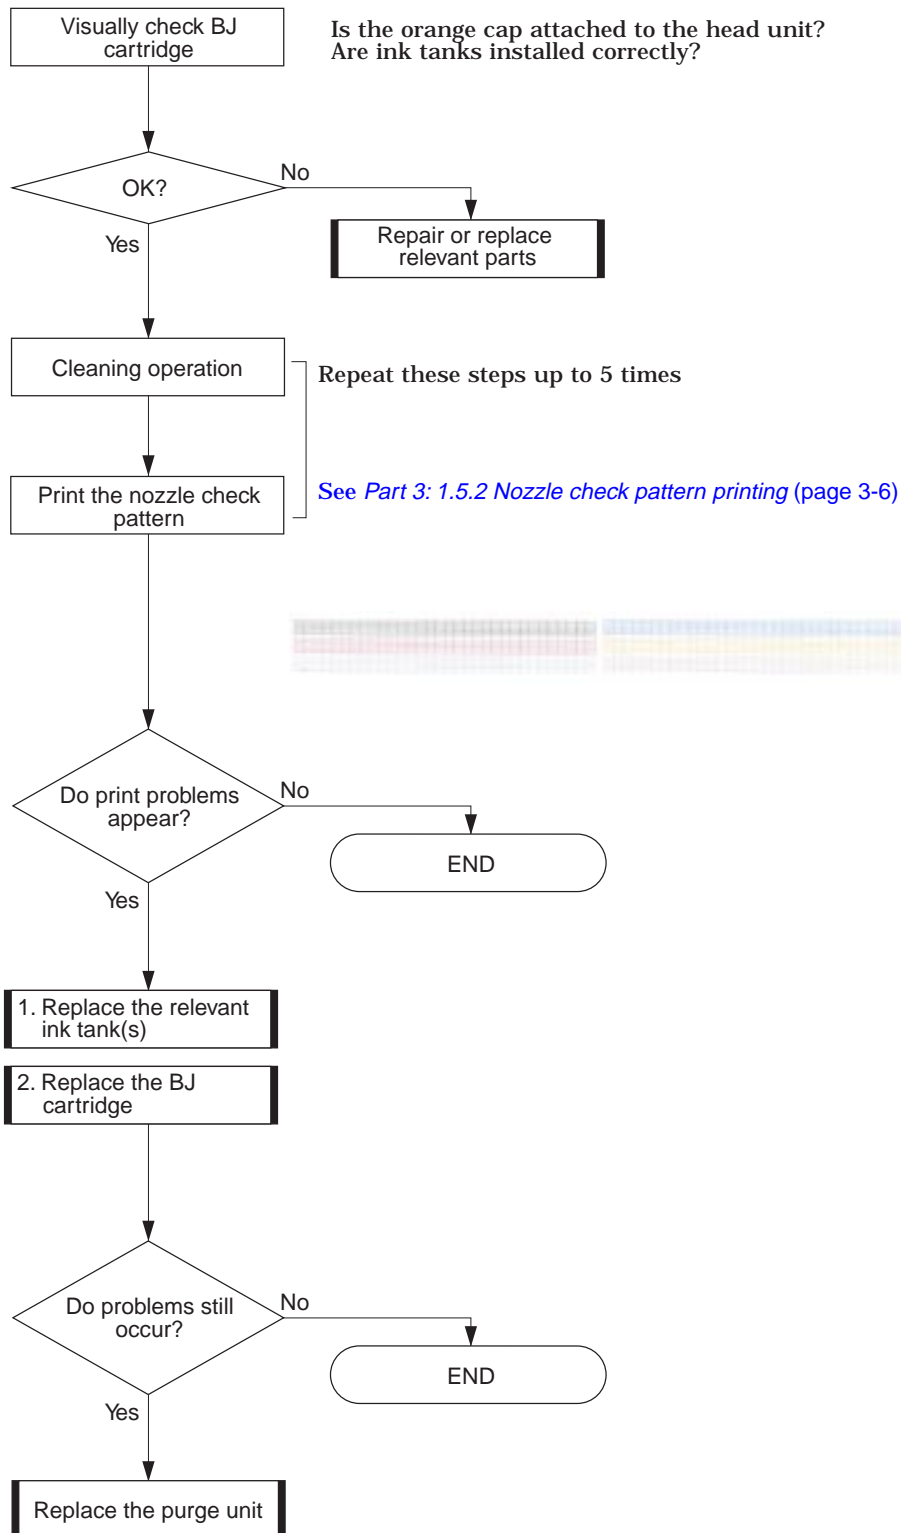 Visually check BJ
cartridge
Is the orange cap attached to the head unit?
Are ink tanks installed correctly?
OK?
No
Yes
Repair or replace
relevant parts
Cleaning operation
Repeat these steps up to 5 times
Print the nozzle check
pattern
See Part 3: 1.5.2 Nozzle check pattern printing (page 3-6)
Do print problems
appear?
No
END
Yes
1. Replace the relevant
ink tank(s)
2. Replace the BJ
cartridge
Do problems still
occur?
No
END
Yes
Replace the purge unit